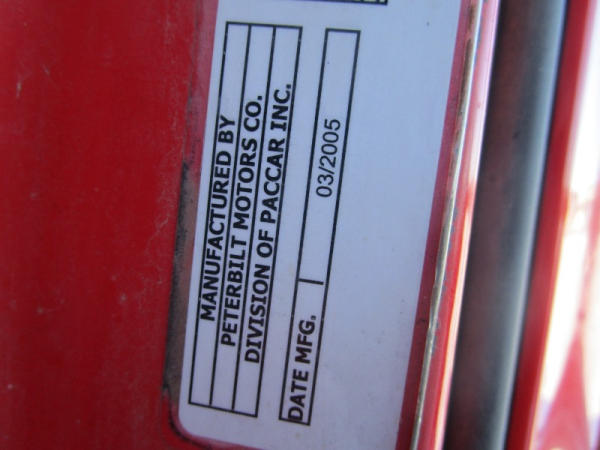 MANUFACTURED BY
PETERBILT MOTORS CO.
DIVISION OF PACCAR INC.
DATE MFG. 03/2005